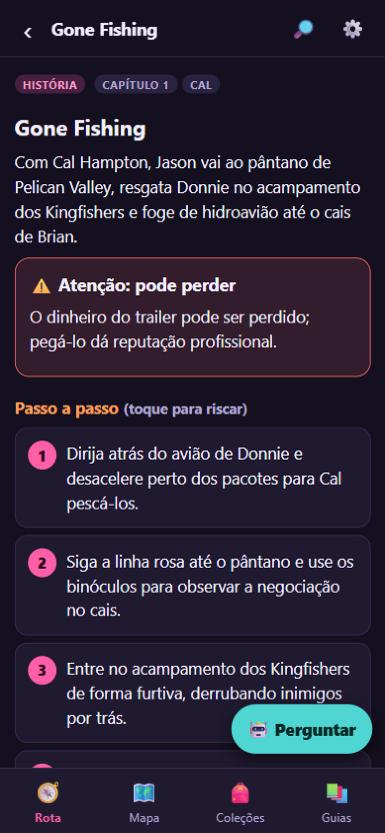 Gone Fishing
HISTÓRIA CAPÍTULO 1 CAL
Gone Fishing
Com Cal Hampton, Jason vai ao pântano de
Pelican Valley, resgata Donnie no acampamento
dos Kingfishers e foge de hidroavião até o cais
de Brian.
Atenção: pode perder
O dinheiro do trailer pode ser perdido;
pegá-lo dá reputação profissional.
Passo a passo (toque para riscar)
1 Dirija atrás do avião de Donnie e
desacelere perto dos pacotes para Cal
pescá-los.
2 Siga a linha rosa até o pântano e use os
binóculos para observar a negociação
no cais.
3 Entre no acampamento dos Kingfishers
de forma furtiva, derrubando inimigos
por trás.
Perguntar
Rota Mapa Coleções Guias